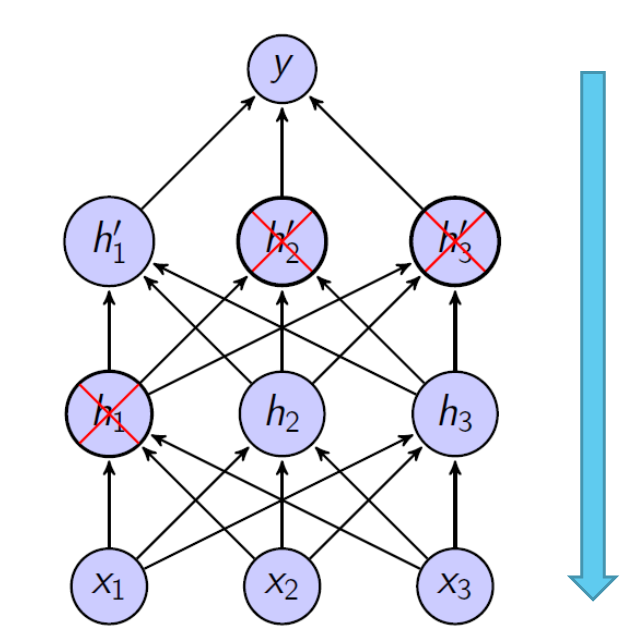 y
h′₁ h′₂ h′₃
h₁ h₂ h₃
x₁ x₂ x₃